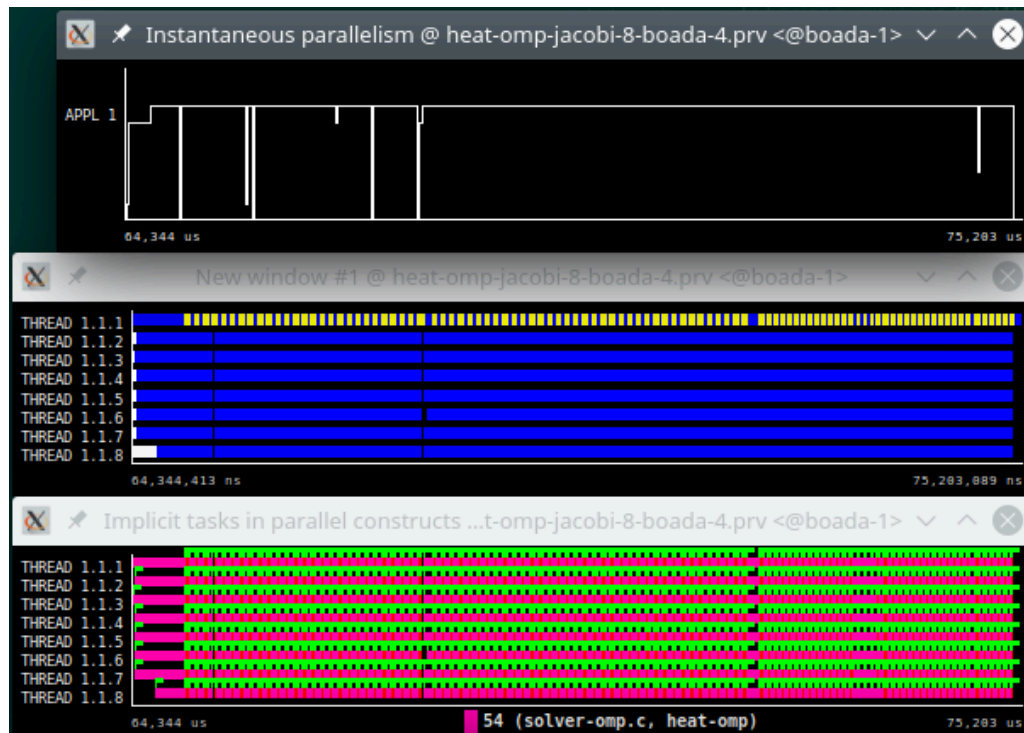 Instantaneous parallelism @ heat-omp-jacobi-8-boada-4.prv <@boada-1>
APPL 1
64,344 us 75,203 us
New window #1 @ heat-omp-jacobi-8-boada-4.prv <@boada-1>
THREAD 1.1.1
THREAD 1.1.2
THREAD 1.1.3
THREAD 1.1.4
THREAD 1.1.5
THREAD 1.1.6
THREAD 1.1.7
THREAD 1.1.8
64,344,413 ns 75,203,089 ns
Implicit tasks in parallel constructs ...t-omp-jacobi-8-boada-4.prv <@boada-1>
THREAD 1.1.1
THREAD 1.1.2
THREAD 1.1.3
THREAD 1.1.4
THREAD 1.1.5
THREAD 1.1.6
THREAD 1.1.7
THREAD 1.1.8
64,344 us 54 (solver-omp.c, heat-omp) 75,203 us